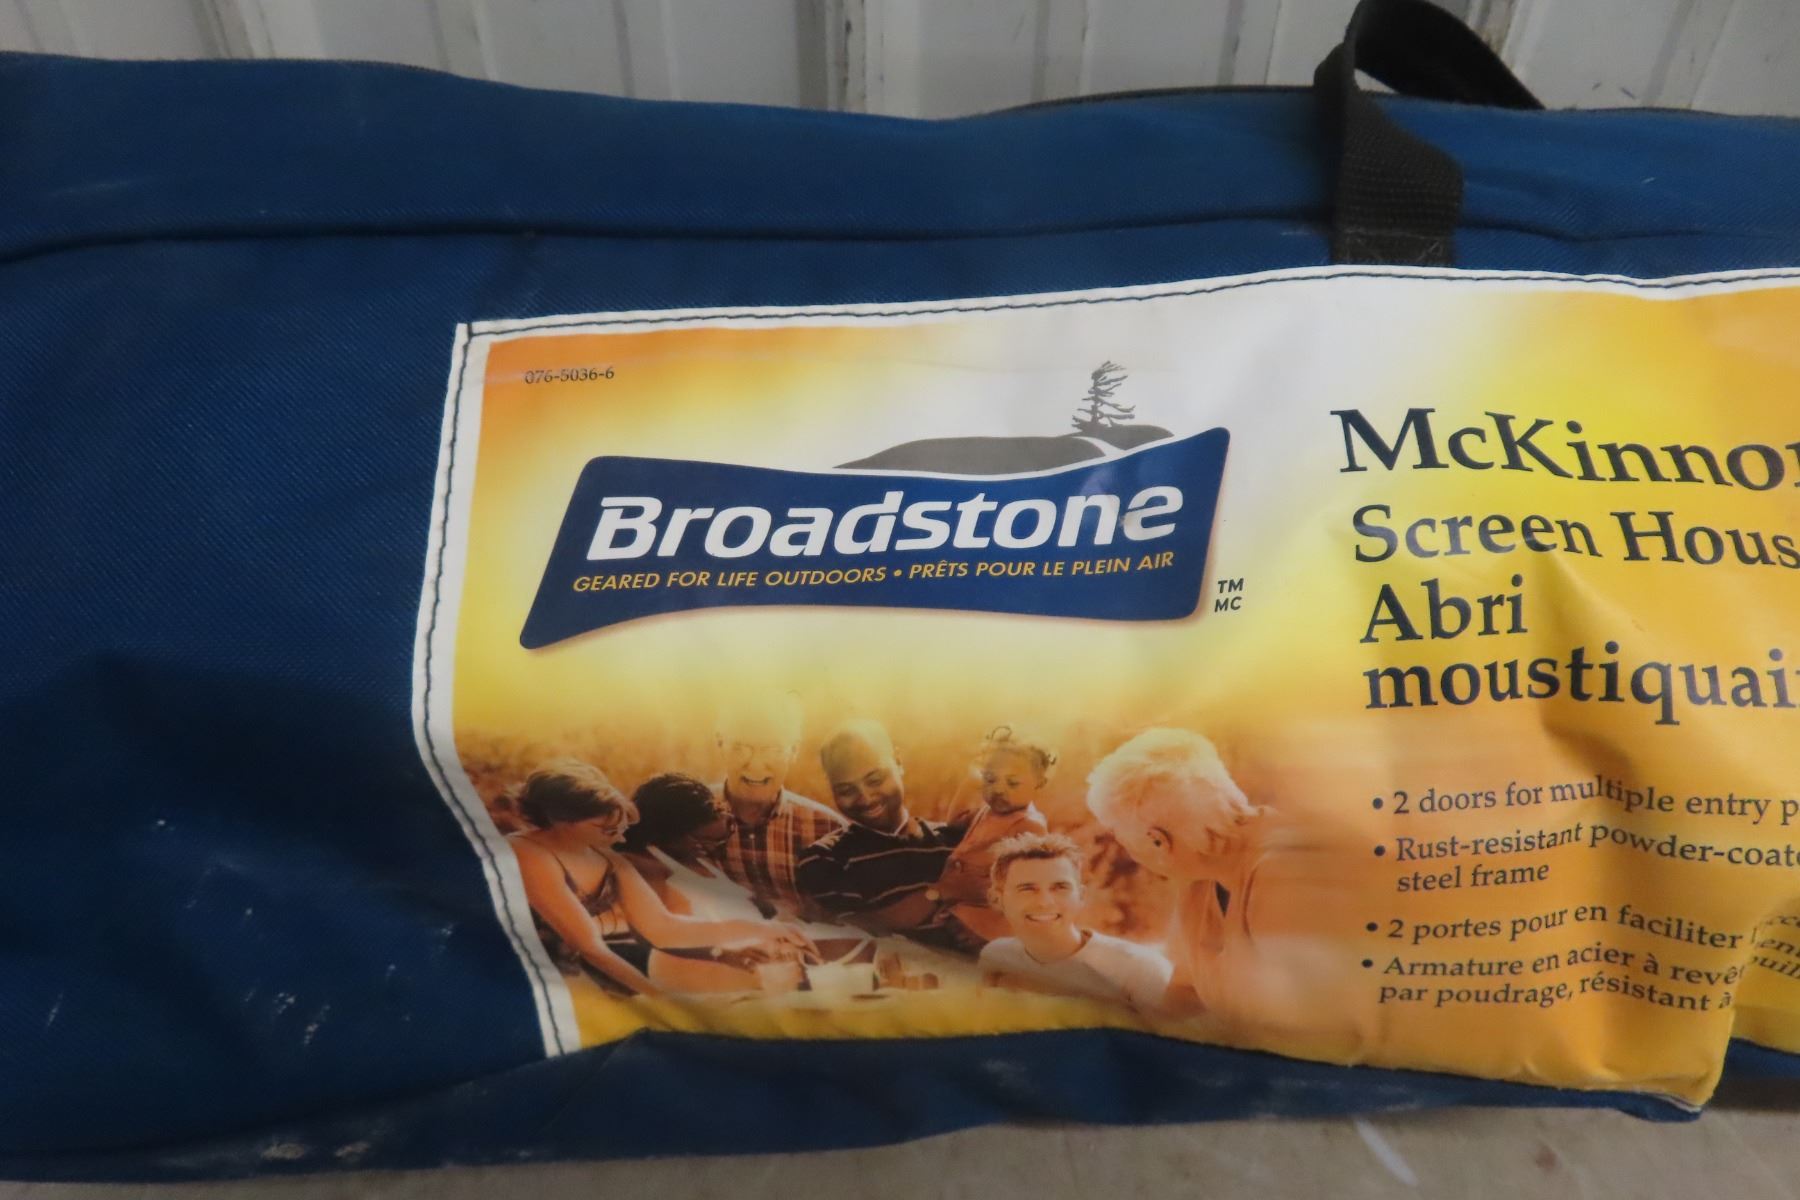 076-5036-6
Broadstone
GEARED FOR LIFE OUTDOORS • PRÊTS POUR LE PLEIN AIR
TM
MC
McKinno
Screen Hous
Abri
moustiquai
• 2 doors for multiple entry p
• Rust-resistant powder-coat
steel frame
• 2 portes pour en faciliter l'
• Armature en acier à revê
par poudrage, résistant à